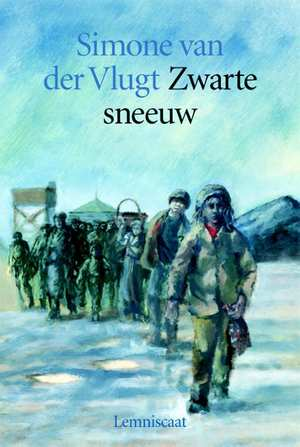 Simone van
der Vlugt Zwarte
sneeuw
Lemniscaat